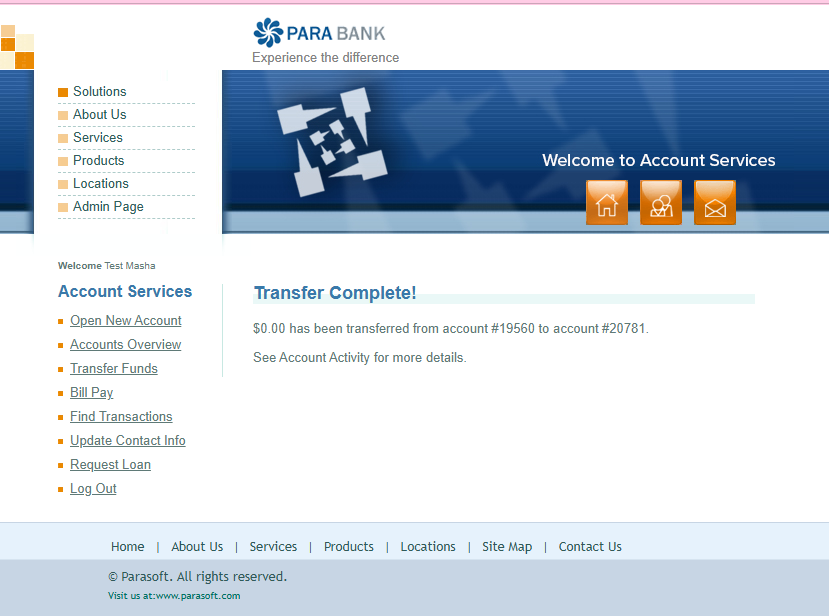 PARA BANK
Experience the difference
Solutions
About Us
Services
Products
Locations
Admin Page
Welcome to Account Services
Welcome Test Masha
Account Services
Open New Account
Accounts Overview
Transfer Funds
Bill Pay
Find Transactions
Update Contact Info
Request Loan
Log Out
Transfer Complete!
$0.00 has been transferred from account #19560 to account #20781.
See Account Activity for more details.
Home | About Us | Services | Products | Locations | Site Map | Contact Us
© Parasoft. All rights reserved.
Visit us at:www.parasoft.com